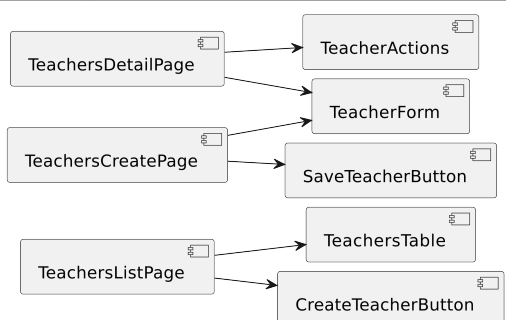 TeacherActions
TeachersDetailPage
TeacherForm
TeachersCreatePage
SaveTeacherButton
TeachersTable
TeachersListPage
CreateTeacherButton